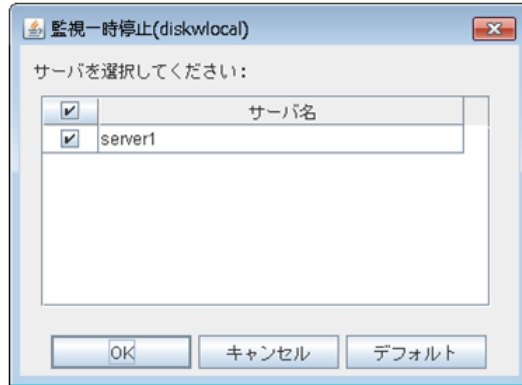 監視一時停止(diskwlocal)
サーバを選択してください:
サーバ名
server1
OK キャンセル デフォルト